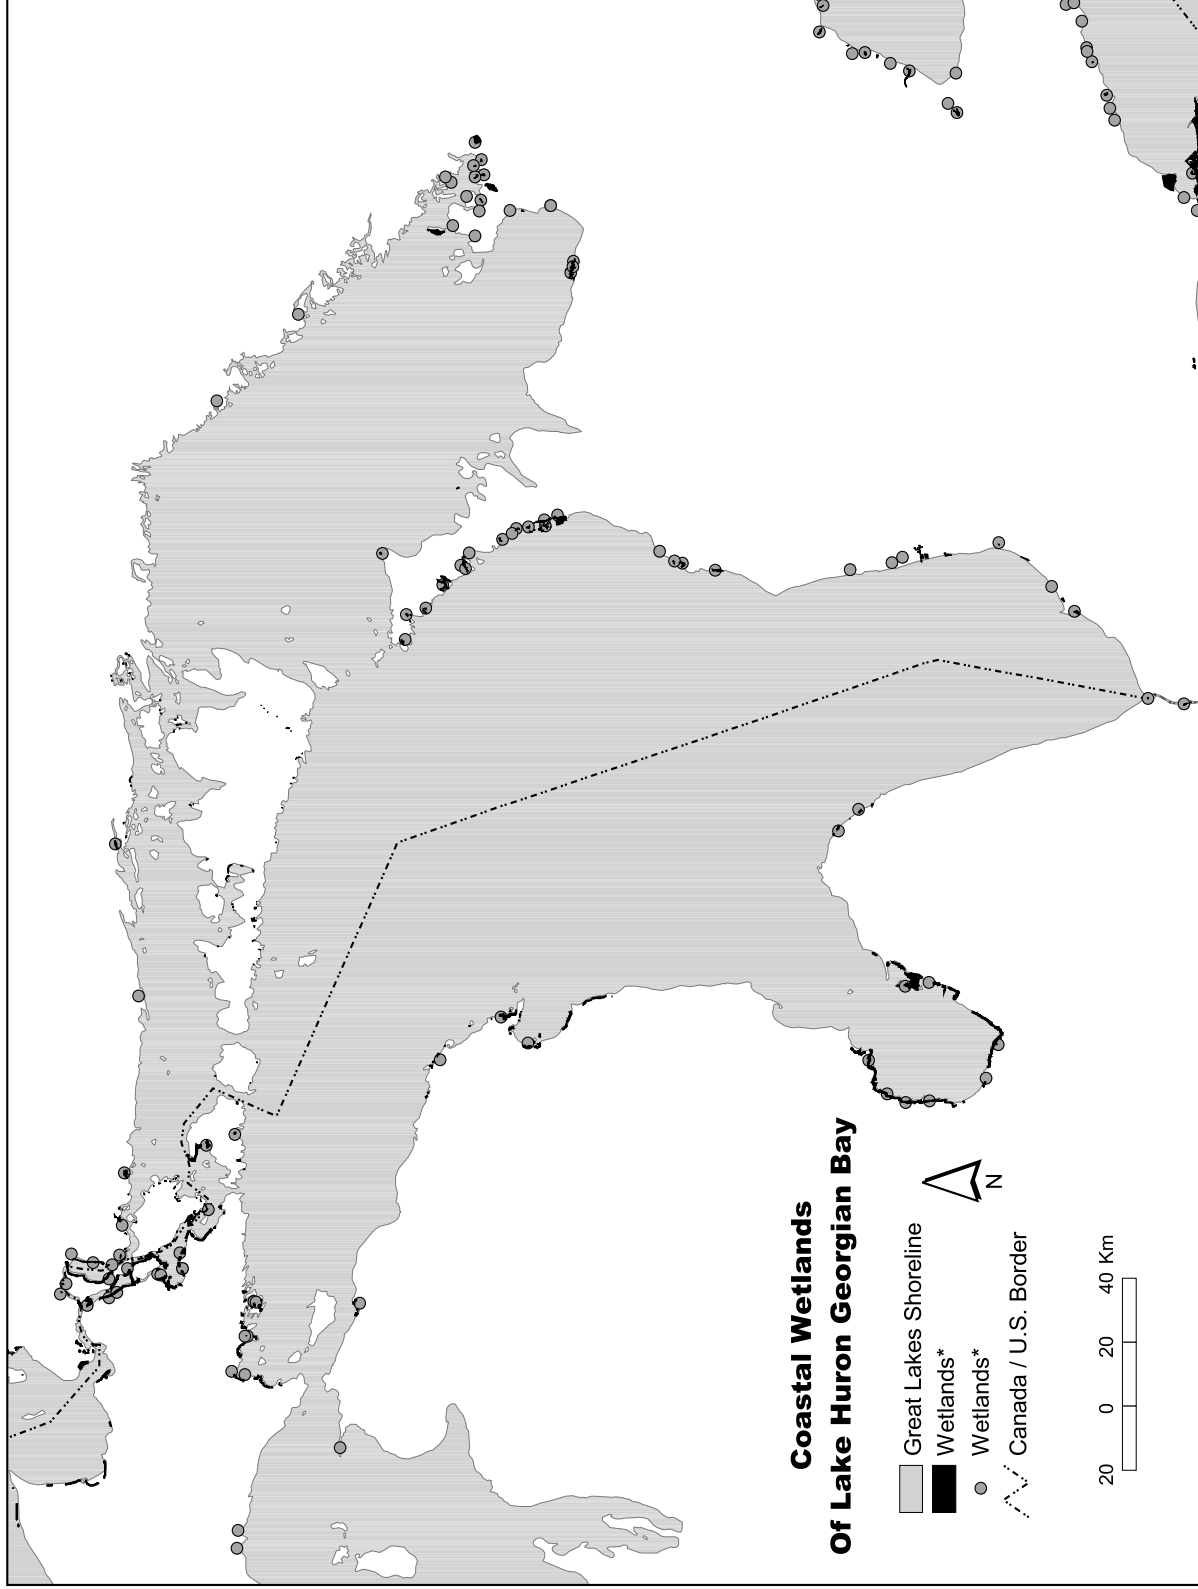 Coastal Wetlands
Of Lake Huron Georgian Bay
Great Lakes Shoreline
Wetlands*
Wetlands*
Canada / U.S. Border
N
20 0 20 40 Km